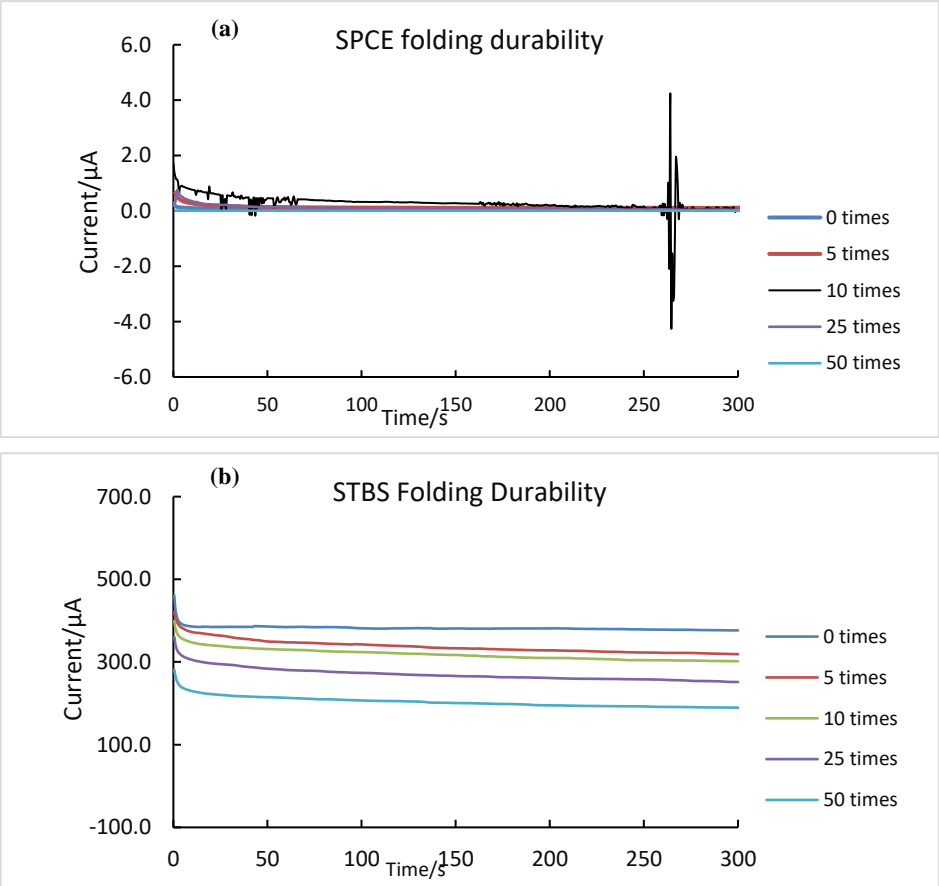 (a)
SPCE folding durability
6.0
4.0
2.0
0.0
-2.0
-4.0
-6.0
Current/µA
0 50 100 150 200 250 300
Time/s
0 times
5 times
10 times
25 times
50 times
(b)
STBS Folding Durability
700.0
500.0
300.0
100.0
-100.0
Current/µA
0 50 100 150 200 250 300
Time/s
0 times
5 times
10 times
25 times
50 times